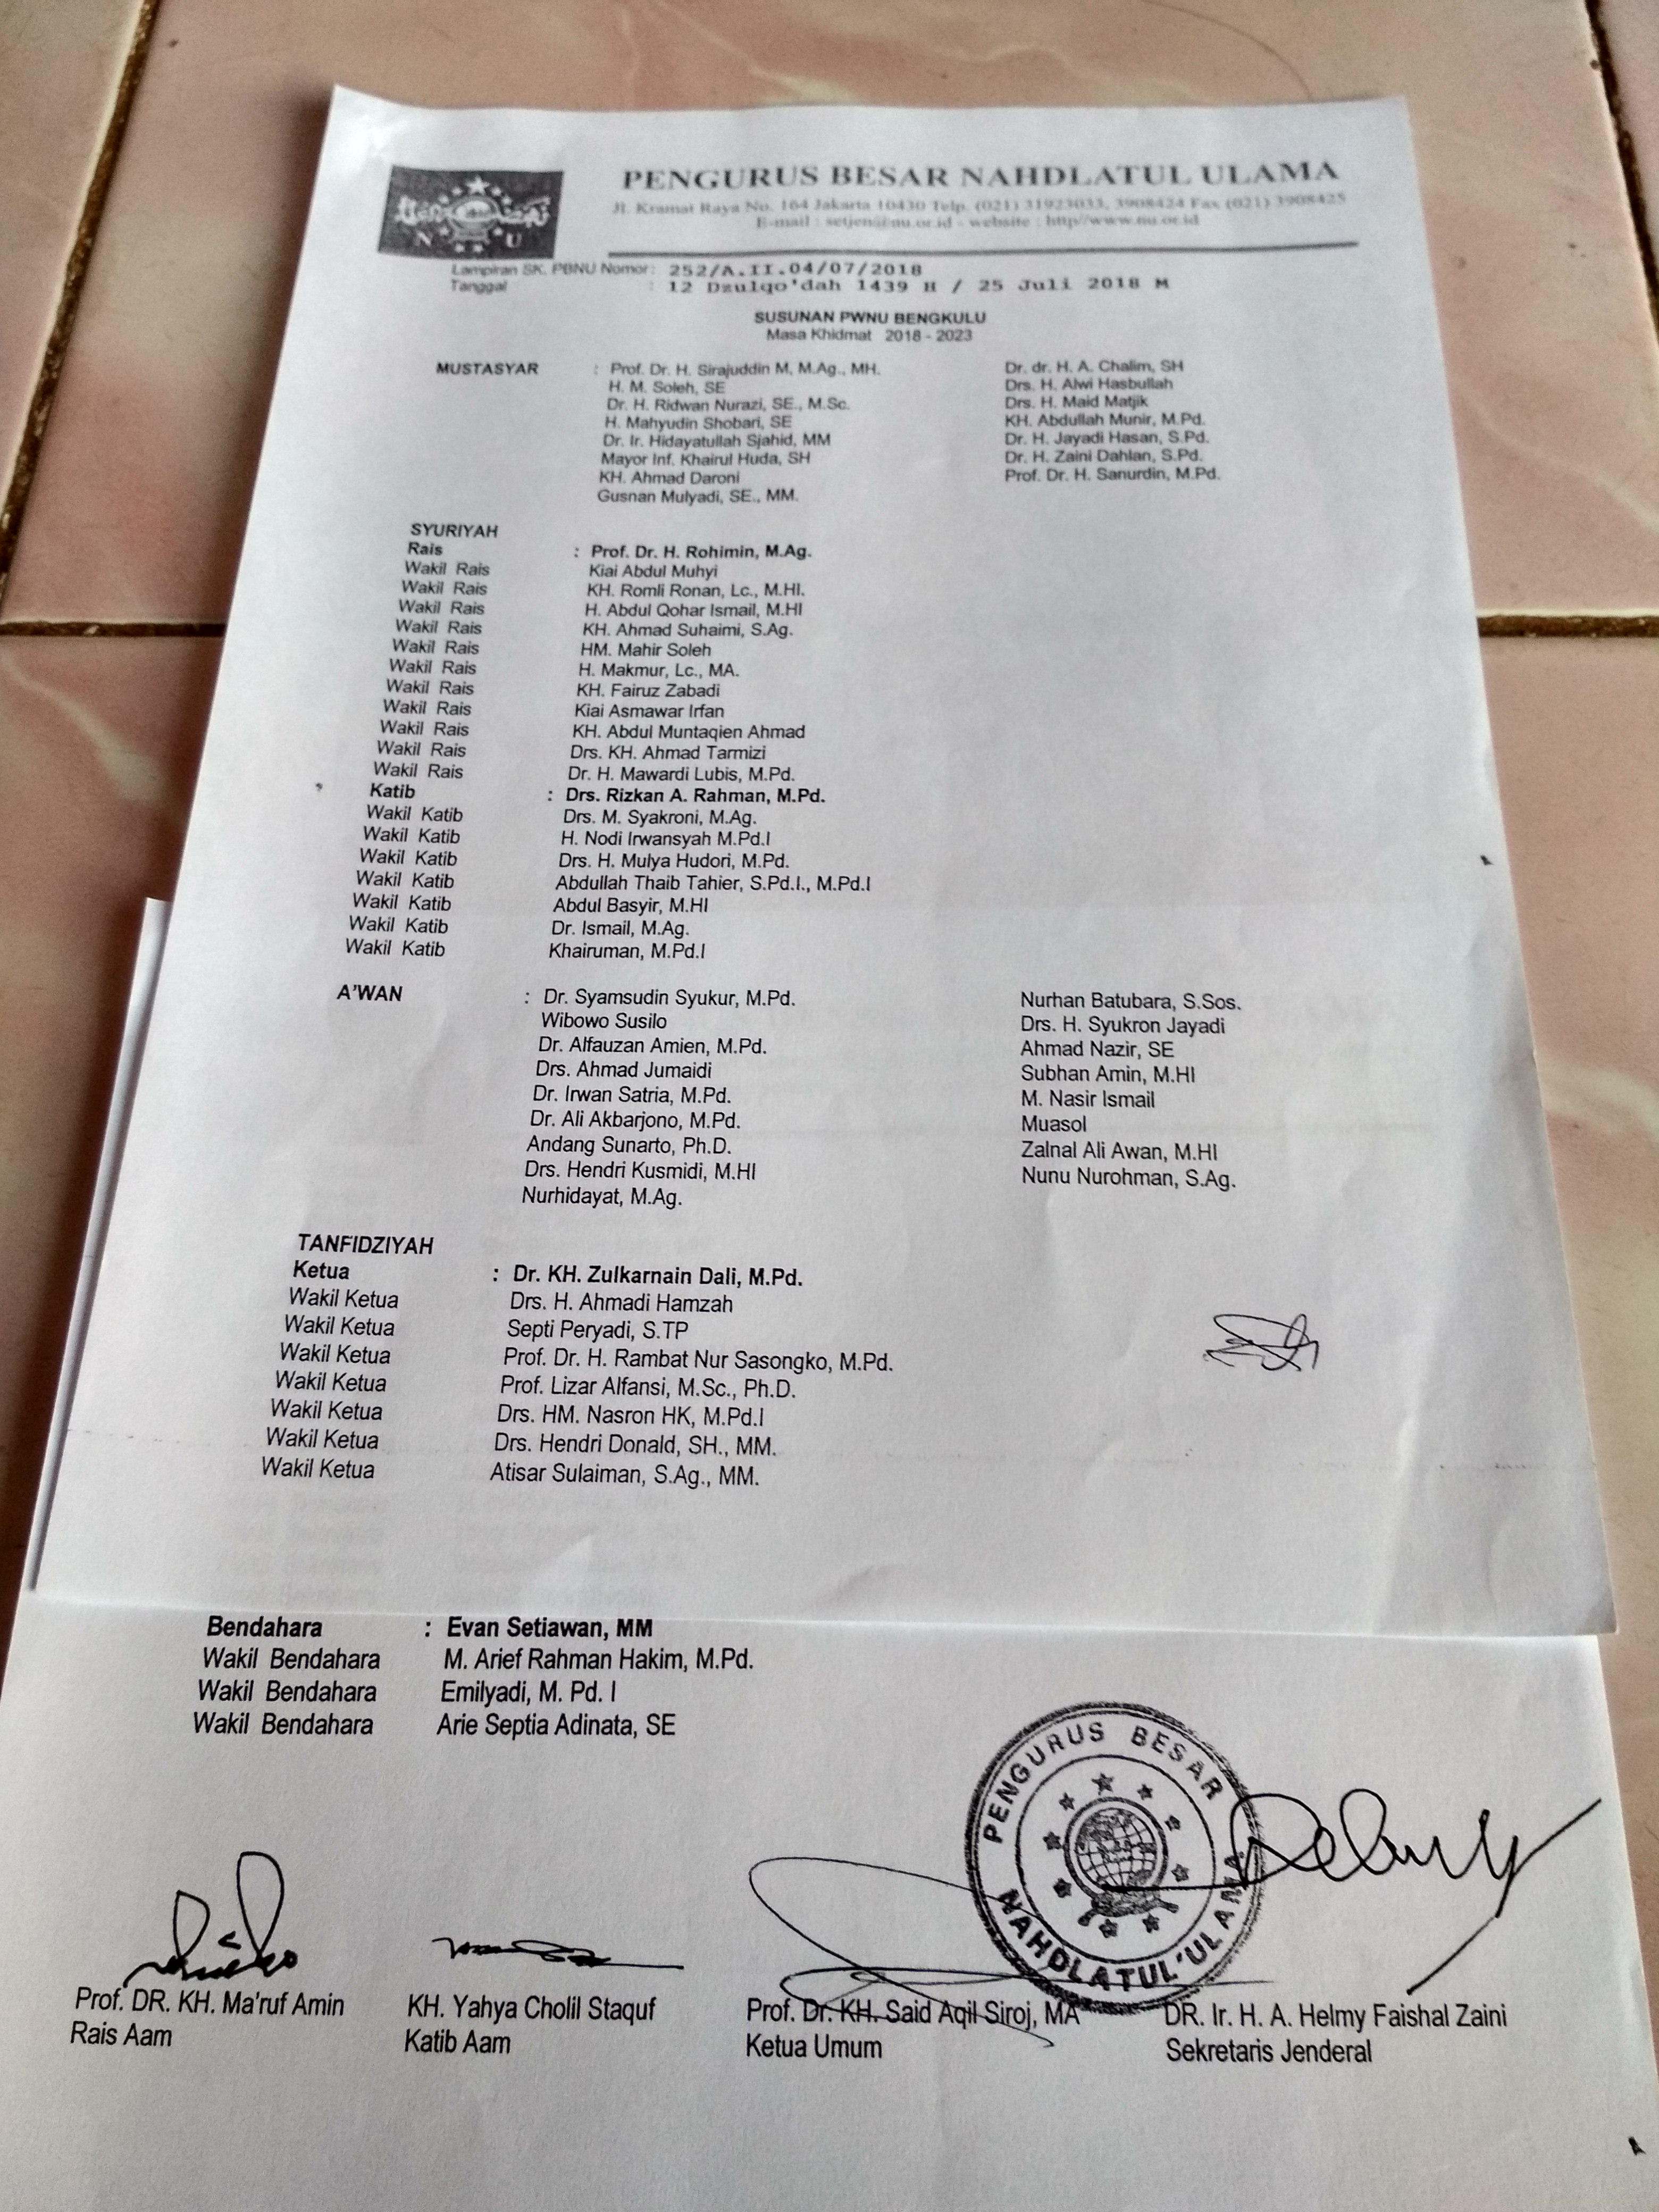 PENGURUS BESAR NAHDLATUL ULAMA
Jl. Kramat Raya No. 164 Jakarta 10430 Telp. (021) 31923033, 3908424 Fax (021) 3908425
E-mail : setjen@nu.or.id - website : http//www.nu.or.id
N U
Lampiran SK. PBNU Nomor : 252/A.II.04/07/2018
Tanggal : 12 Dzulqo'dah 1439 H / 25 Juli 2018 M
SUSUNAN PWNU BENGKULU
Masa Khidmat 2018 - 2023
MUSTASYAR : Prof. Dr. H. Sirajuddin M, M.Ag., MH. Dr. dr. H. A. Chalim, SH
H. M. Soleh, SE Drs. H. Alwi Hasbullah
Dr. H. Ridwan Nurazi, SE., M.Sc. Drs. H. Maid Matjik
H. Mahyudin Shobari, SE KH. Abdullah Munir, M.Pd.
Dr. Ir. Hidayatullah Sjahid, MM Dr. H. Jayadi Hasan, S.Pd.
Mayor Inf. Khairul Huda, SH Dr. H. Zaini Dahlan, S.Pd.
KH. Ahmad Daroni Prof. Dr. H. Sanurdin, M.Pd.
Gusnan Mulyadi, SE., MM.
SYURIYAH
Rais : Prof. Dr. H. Rohimin, M.Ag.
Wakil Rais Kiai Abdul Muhyi
Wakil Rais KH. Romli Ronan, Lc., M.HI.
Wakil Rais H. Abdul Qohar Ismail, M.HI
Wakil Rais KH. Ahmad Suhaimi, S.Ag.
Wakil Rais HM. Mahir Soleh
Wakil Rais H. Makmur, Lc., MA.
Wakil Rais KH. Fairuz Zabadi
Wakil Rais Kiai Asmawar Irfan
Wakil Rais KH. Abdul Muntaqien Ahmad
Wakil Rais Drs. KH. Ahmad Tarmizi
Wakil Rais Dr. H. Mawardi Lubis, M.Pd.
Katib : Drs. Rizkan A. Rahman, M.Pd.
Wakil Katib Drs. M. Syakroni, M.Ag.
Wakil Katib H. Nodi Irwansyah M.Pd.I
Wakil Katib Drs. H. Mulya Hudori, M.Pd.
Wakil Katib Abdullah Thaib Tahier, S.Pd.I., M.Pd.I
Wakil Katib Abdul Basyir, M.HI
Wakil Katib Dr. Ismail, M.Ag.
Wakil Katib Khairuman, M.Pd.I
A'WAN : Dr. Syamsudin Syukur, M.Pd. Nurhan Batubara, S.Sos.
Wibowo Susilo Drs. H. Syukron Jayadi
Dr. Alfauzan Amien, M.Pd. Ahmad Nazir, SE
Drs. Ahmad Jumaidi Subhan Amin, M.HI
Dr. Irwan Satria, M.Pd. M. Nasir Ismail
Dr. Ali Akbarjono, M.Pd. Muasol
Andang Sunarto, Ph.D. Zalnal Ali Awan, M.HI
Drs. Hendri Kusmidi, M.HI Nunu Nurohman, S.Ag.
Nurhidayat, M.Ag.
TANFIDZIYAH
Ketua : Dr. KH. Zulkarnain Dali, M.Pd.
Wakil Ketua Drs. H. Ahmadi Hamzah
Wakil Ketua Septi Peryadi, S.TP
Wakil Ketua Prof. Dr. H. Rambat Nur Sasongko, M.Pd.
Wakil Ketua Prof. Lizar Alfansi, M.Sc., Ph.D.
Wakil Ketua Drs. HM. Nasron HK, M.Pd.I
Wakil Ketua Drs. Hendri Donald, SH., MM.
Wakil Ketua Atisar Sulaiman, S.Ag., MM.
Bendahara : Evan Setiawan, MM
Wakil Bendahara M. Arief Rahman Hakim, M.Pd.
Wakil Bendahara Emilyadi, M. Pd. I
Wakil Bendahara Arie Septia Adinata, SE
PENGURUS BESAR
NAHDLATUL'ULAMA
Prof. DR. KH. Ma'ruf Amin KH. Yahya Cholil Staquf Prof. Dr. KH. Said Aqil Siroj, MA DR. Ir. H. A. Helmy Faishal Zaini
Rais Aam Katib Aam Ketua Umum Sekretaris Jenderal